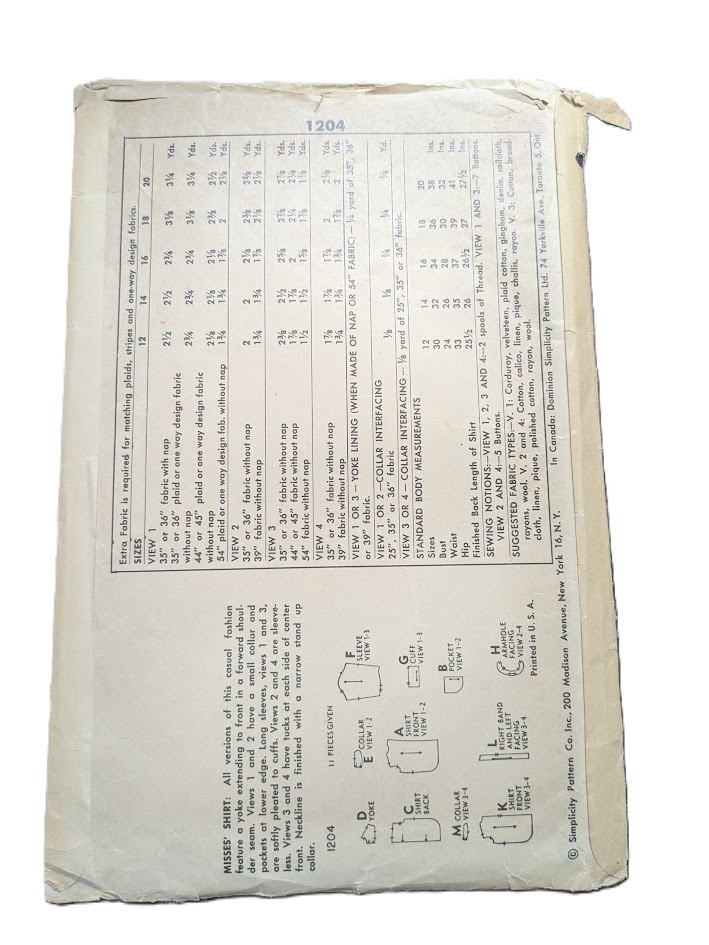 MISSES' SHIRT: All versions of this casual fashion
feature a yoke extending to front in a forward shoul-
der seam. Views 1 and 2 have a small collar and
pockets at lower edge. Long sleeves, views 1 and 3,
are softly pleated to cuffs. Views 2 and 4 are sleeve-
less. Views 3 and 4 have tucks at each side of center
front. Neckline is finished with a narrow stand up
collar.
1204 11 PIECES GIVEN
D
YOKE
E COLLAR
VIEW 1-2
F
SLEEVE
VIEW 1-3
C
SHIRT
BACK
A
SHIRT
FRONT
VIEW 1-2
G
CUFF
VIEW 1-3
B
POCKET
VIEW 1-2
M COLLAR
VIEW 3-4
K
SHIRT
FRONT
VIEW 3-4
L
RIGHT BAND
AND LEFT
FACING
VIEW 3-4
H
ARMHOLE
FACING
VIEW 2-4
Printed in U. S. A.
1204
Extra Fabric is required for matching plaids, stripes and one-way design fabrics.
SIZES 12 14 16 18 20
VIEW 1
35" or 36" fabric with nap 2½ 2½ 2¾ 3⅛ 3¼ Yds.
35" or 36" plaid or one way design fabric
without nap 2¾ 2¾ 2¾ 3⅛ 3¼ Yds.
44" or 45" plaid or one way design fabric
without nap 2⅛ 2⅛ 2⅛ 2⅜ 2½ Yds.
54" plaid or one way design fab. without nap 1¾ 1¾ 1⅞ 2 2⅛ Yds.
VIEW 2
35" or 36" fabric without nap 2 2 2⅛ 2⅜ 2⅜ Yds.
39" fabric without nap 1¾ 1¾ 1⅞ 2⅛ 2⅛ Yds.
VIEW 3
35" or 36" fabric without nap 2⅜ 2½ 2⅝ 2⅞ 2⅞ Yds.
44" or 45" fabric without nap 1⅞ 1⅞ 2 2¼ 2¼ Yds.
54" fabric without nap 1½ 1½ 1⅝ 1⅞ 1⅞ Yds.
VIEW 4
35" or 36" fabric without nap 1⅞ 1⅞ 1⅞ 2 2⅛ Yds.
39" fabric without nap 1¾ 1¾ 1¾ 1⅞ 2 Yds.
VIEW 1 OR 3 — YOKE LINING (WHEN MADE OF NAP OR 54" FABRIC) — ¼ yard of 35", 36"
or 39" fabric.
VIEW 1 OR 2 — COLLAR INTERFACING
25", 35" or 36" fabric ⅛ ⅛ ¼ ¼ ¼ Yd.
VIEW 3 OR 4 — COLLAR INTERFACING — ⅛ yard of 25", 35" or 36" fabric.
STANDARD BODY MEASUREMENTS
Sizes 12 14 16 18 20
Bust 30 32 34 36 38 Ins.
Waist 24 26 28 30 32 Ins.
Hip 33 35 37 39 41 Ins.
Finished Back Length of Shirt 25½ 26 26½ 27 27½ Ins.
SEWING NOTIONS:—VIEW 1, 2, 3 AND 4:—2 spools of Thread. VIEW 1 AND 3:—7 Buttons.
VIEW 2 AND 4:—5 Buttons.
SUGGESTED FABRIC TYPES:—V. 1: Corduroy, velveteen, plaid cotton, gingham, denim, sailcloth,
rayons, wool. V. 2 and 4: Cotton, calico, linen, pique, challis, rayon. V. 3: Cotton, broad-
cloth, linen, pique, polished cotton, rayon, wool.
© Simplicity Pattern Co. Inc., 200 Madison Avenue, New York 16, N. Y. In Canada: Dominion Simplicity Pattern Ltd. 74 Yorkville Ave., Toronto 5, Ont.